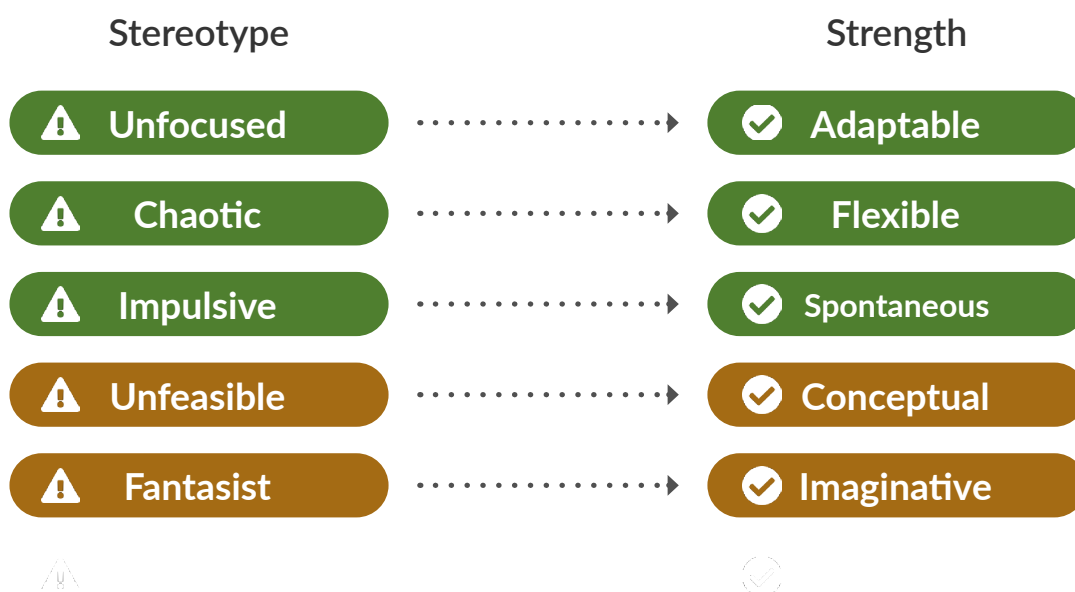 Stereotype Strength
Unfocused Adaptable
Chaotic Flexible
Impulsive Spontaneous
Unfeasible Conceptual
Fantasist Imaginative